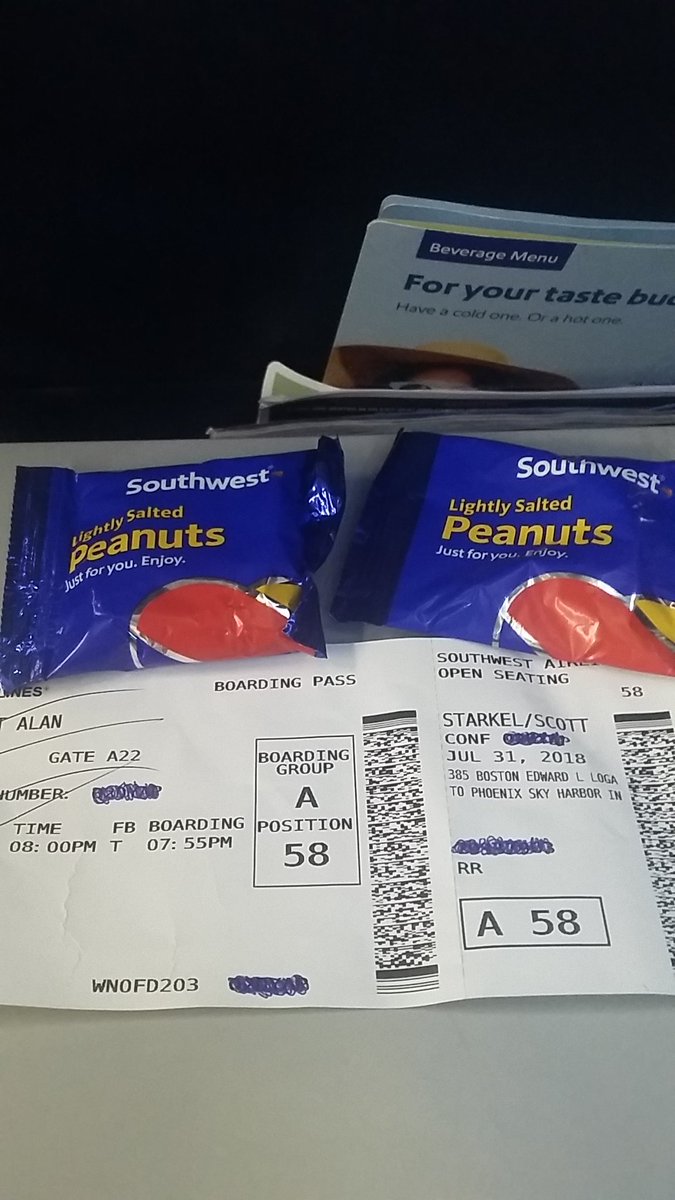 Beverage Menu
For your taste
Have a cold one. Or a hot one.
Southwest
Lightly Salted
Peanuts
Just for you. Enjoy.
Southwest
Lightly Salted
Peanuts
Just for you. Enjoy.
BOARDING PASS
ALAN
GATE A22
TIME FB BOARDING
08:00PM T 07:55PM
BOARDING
GROUP
A
POSITION
58
WNOFD203
SOUTHWEST
OPEN SEATING
58
STARKEL/SCOTT
CONF
JUL 31, 2018
385 BOSTON EDWARD L LOGA
TO PHOENIX SKY HARBOR IN
RR
A 58